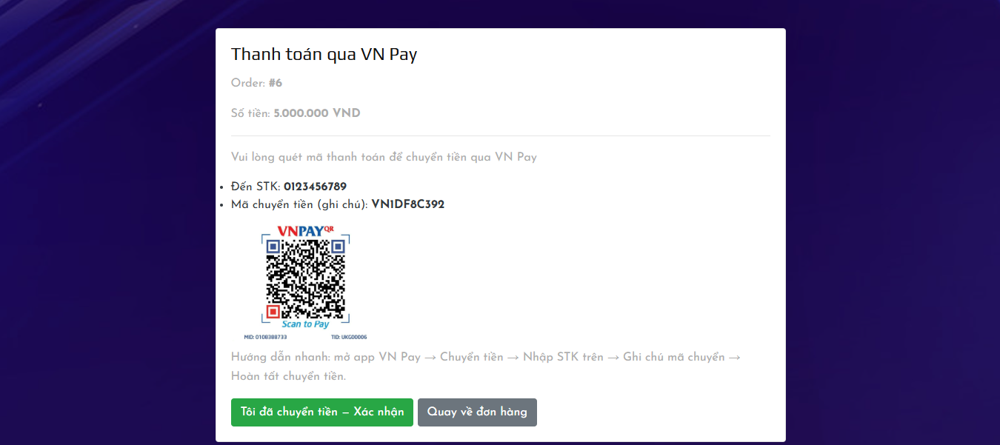 Thanh toán qua VN Pay
Order: #6
Số tiền: 5.000.000 VND
Vui lòng quét mã thanh toán để chuyển tiền qua VN Pay
• Đến STK: 0123456789
• Mã chuyển tiền (ghi chú): VN1DF8C392
VNPAYQR
Scan to Pay
MID: 0108388733 TID: UKG00006
Hướng dẫn nhanh: mở app VN Pay → Chuyển tiền → Nhập STK trên → Ghi chú mã chuyển →
Hoàn tất chuyển tiền.
Tôi đã chuyển tiền – Xác nhận Quay về đơn hàng